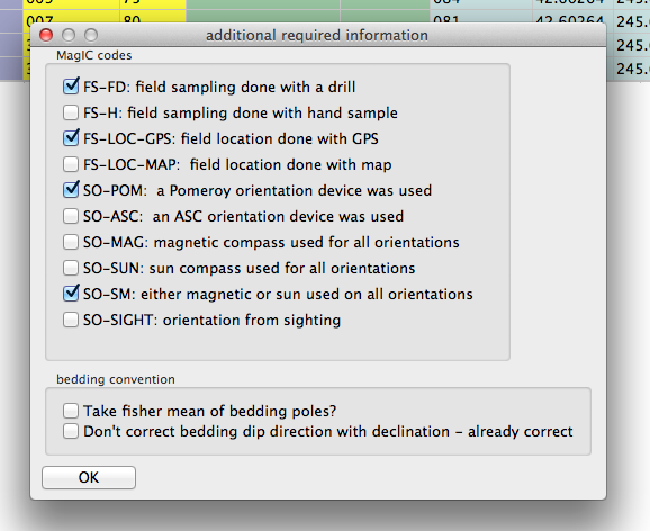 007 80 081 42.60264 245.
additional required information
245.
245.
245.
MagIC codes
FS-FD: field sampling done with a drill
FS-H: field sampling done with hand sample
FS-LOC-GPS: field location done with GPS
FS-LOC-MAP: field location done with map
SO-POM: a Pomeroy orientation device was used
SO-ASC: an ASC orientation device was used
SO-MAG: magnetic compass used for all orientations
SO-SUN: sun compass used for all orientations
SO-SM: either magnetic or sun used on all orientations
SO-SIGHT: orientation from sighting
bedding convention
Take fisher mean of bedding poles?
Don't correct bedding dip direction with declination – already correct
OK